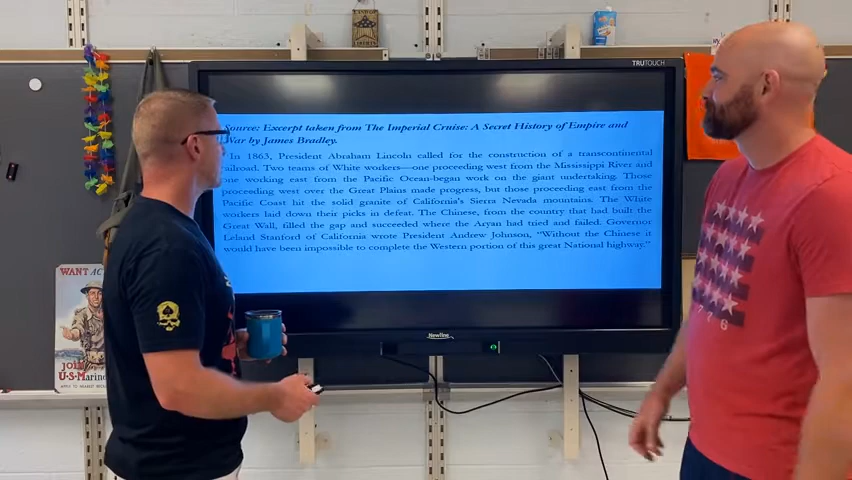 TRUTOUCH
Source: Excerpt taken from The Imperial Cruise: A Secret History of Empire and
War by James Bradley.
"In 1863, President Abraham Lincoln called for the construction of a transcontinental
railroad. Two teams of White workers—one proceeding west from the Mississippi River and
one working east from the Pacific Ocean-began work on the giant undertaking. Those
proceeding west over the Great Plains made progress, but those proceeding east from the
Pacific Coast hit the solid granite of California's Sierra Nevada mountains. The White
workers laid down their picks in defeat. The Chinese, from the country that had built the
Great Wall, filled the gap and succeeded where the Aryan had tried and failed. Governor
Leland Stanford of California wrote President Andrew Johnson, "Without the Chinese it
would have been impossible to complete the Western portion of this great National highway."
Newline
WANT AC
JOIN
U.S. MARIN
1776